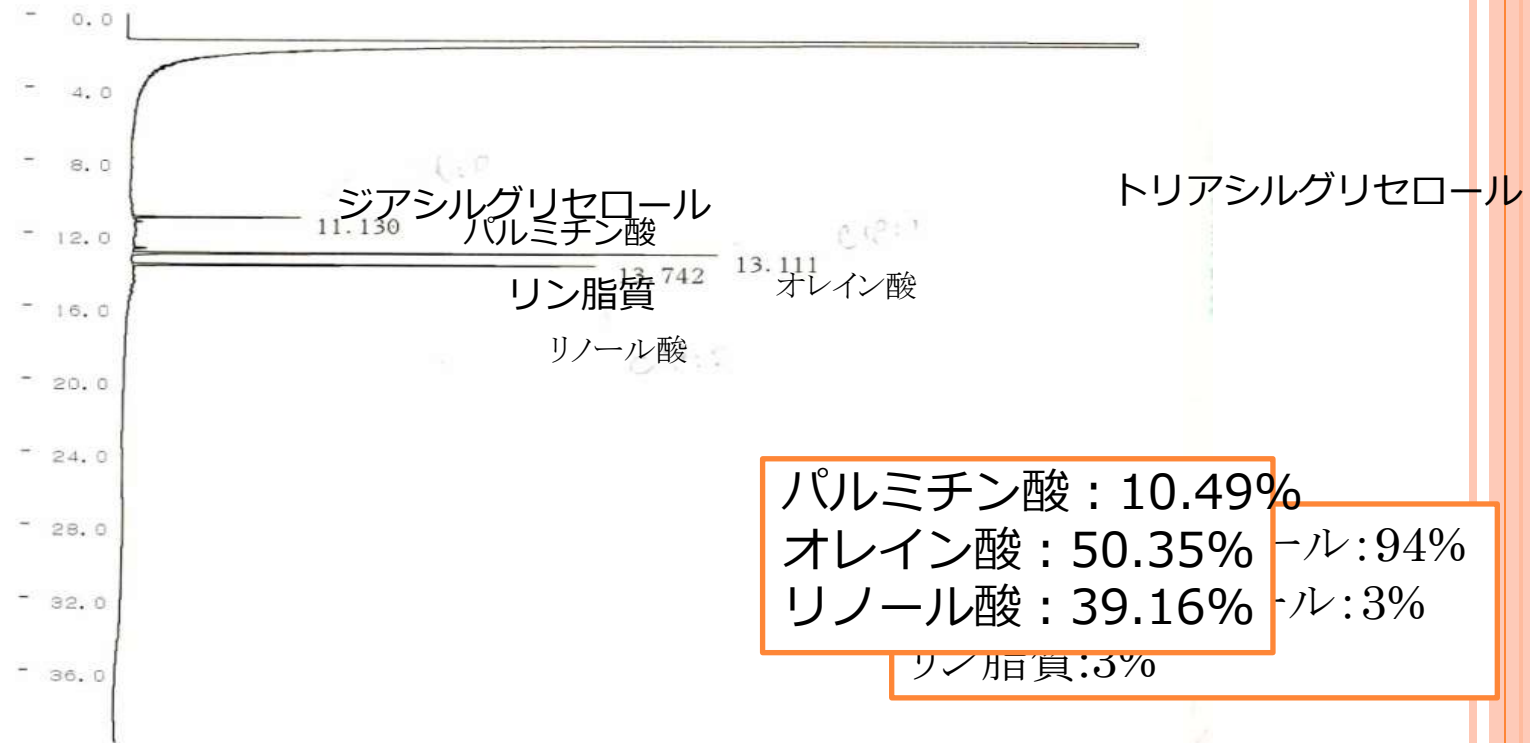 - 0.0
- 4.0
- 8.0
トリアシルグリセロール
ジアシルグリセロール
11.130
パルミチン酸
- 12.0
13.111
13.742
オレイン酸
リン脂質
- 16.0
リノール酸
- 20.0
- 24.0
パルミチン酸：10.49%
オレイン酸：50.35%
ール:94%
- 28.0
リノール酸：39.16%
ール:3%
- 32.0
リン脂質:3%
- 36.0